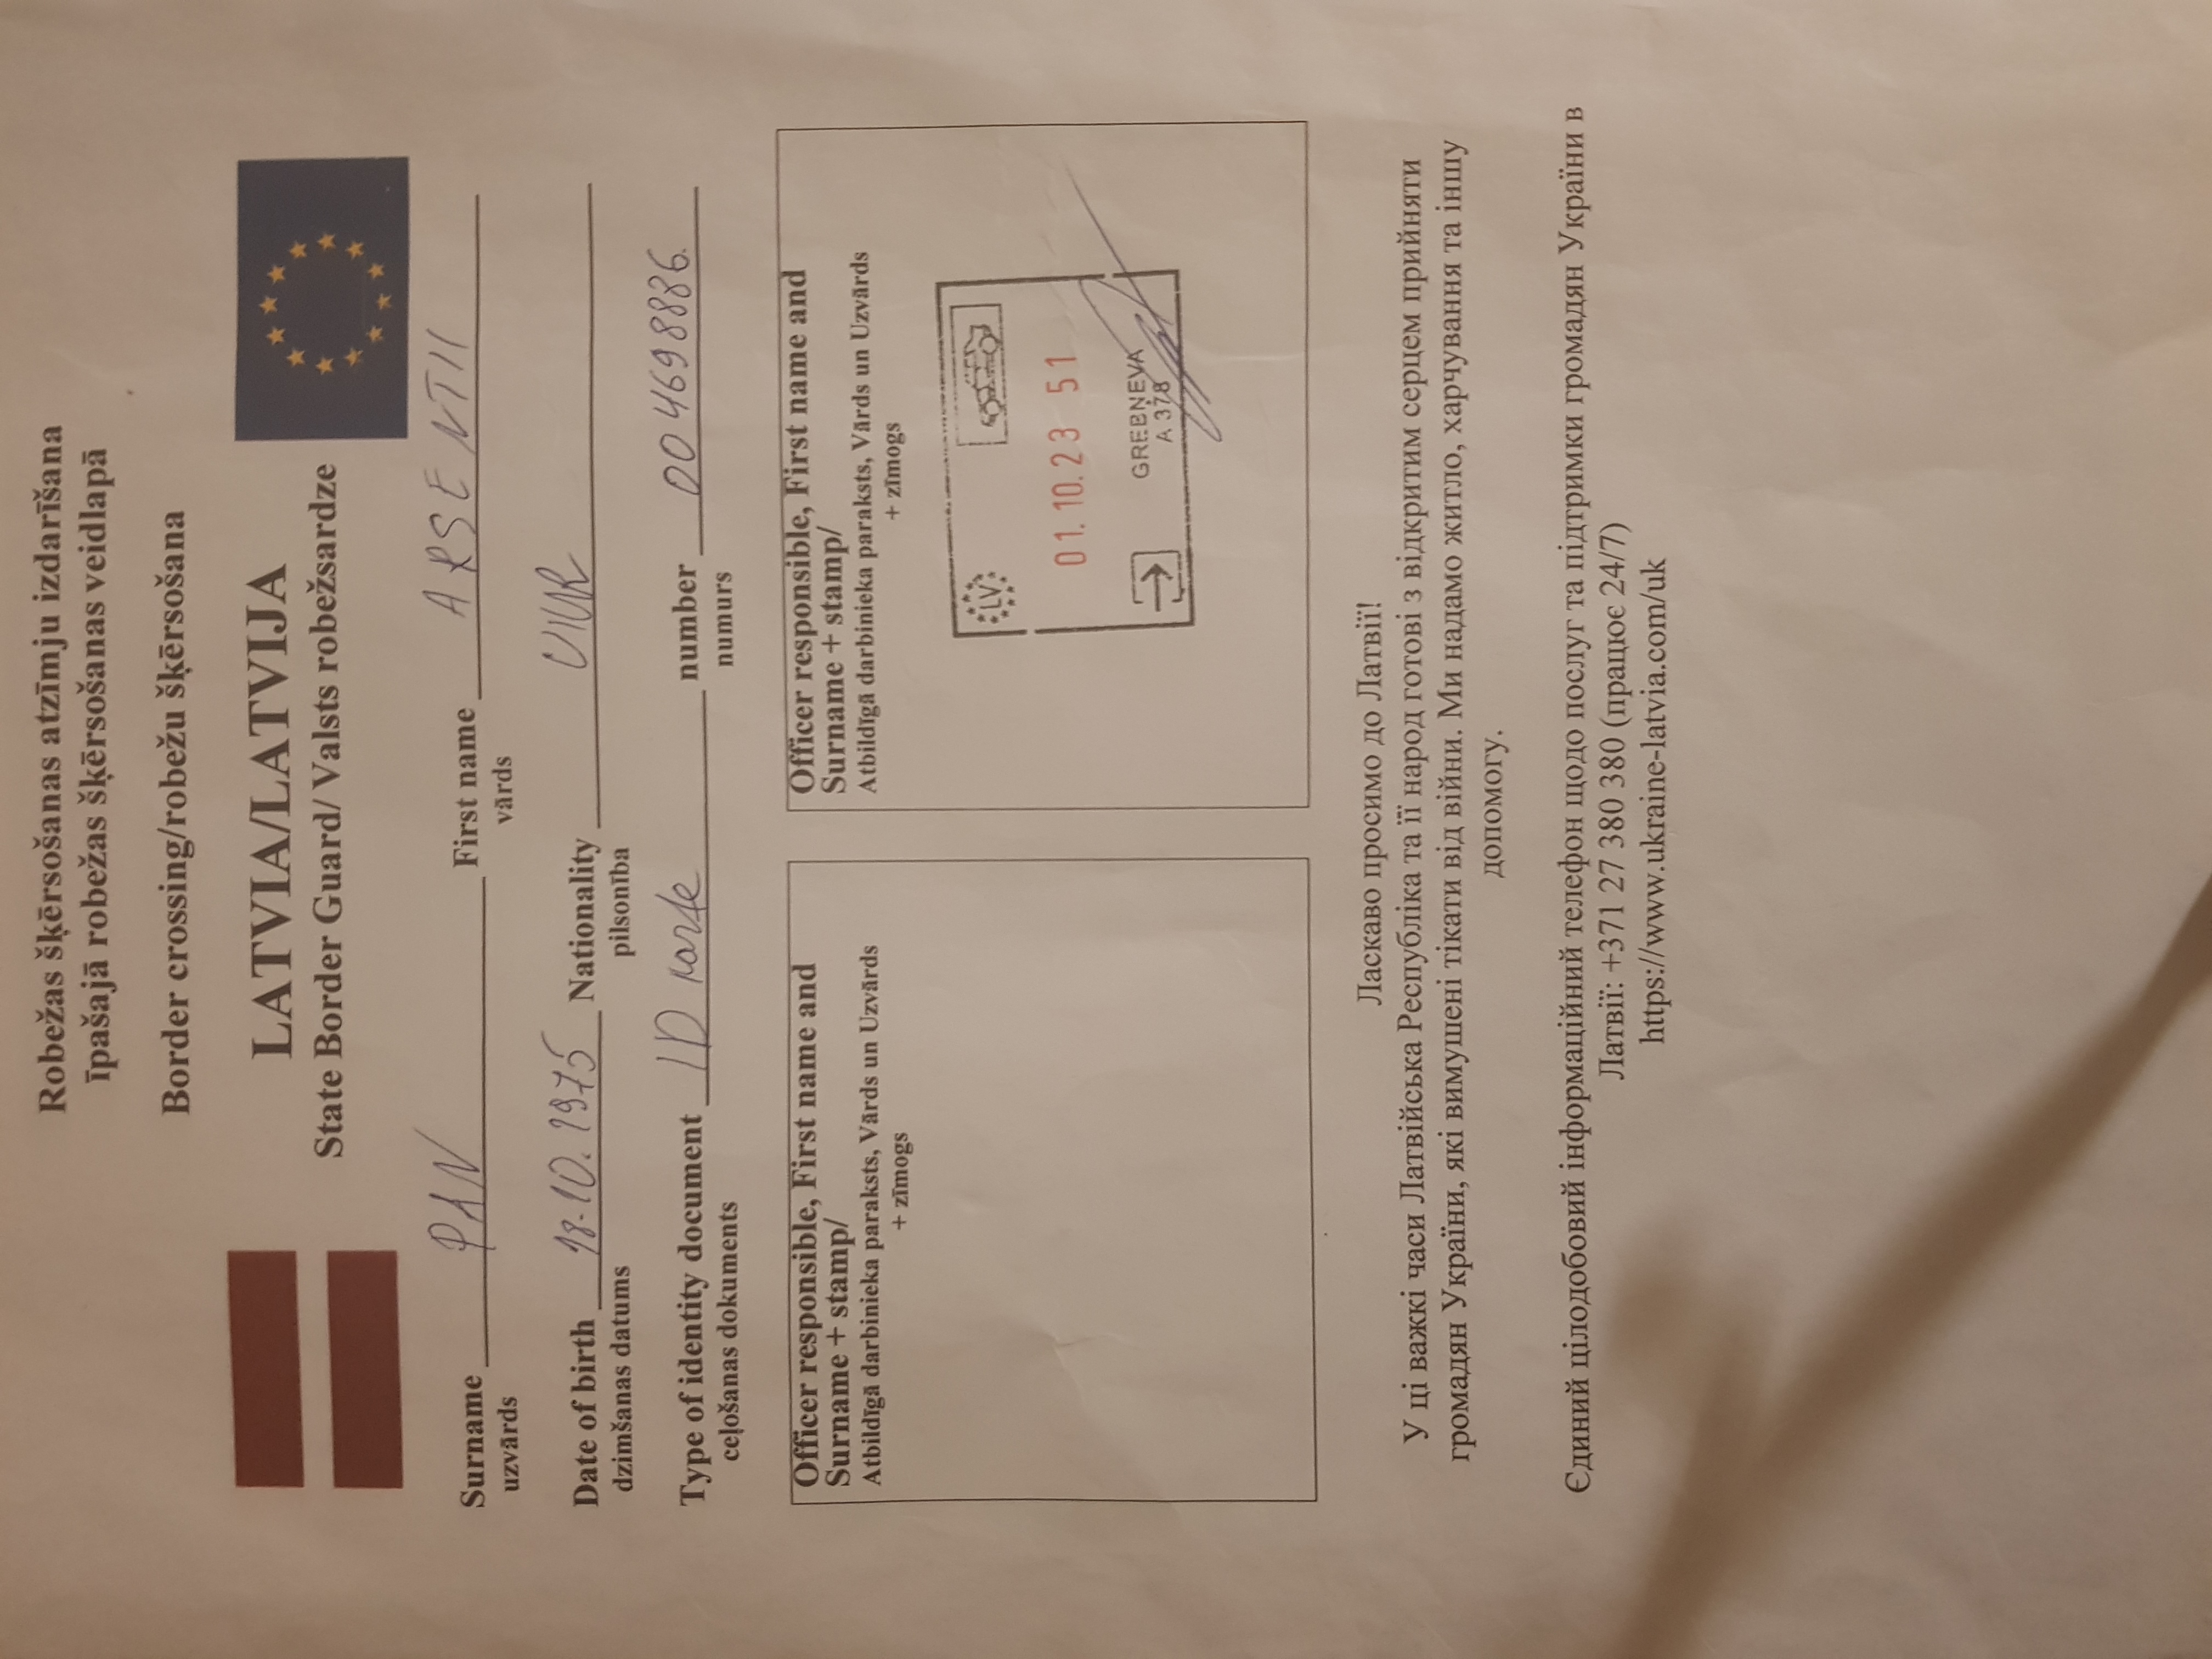 Robežas šķērsošanas atzīmju izdarīšana
īpašajā robežas šķērsošanas veidlapā
Border crossing/robežu šķērsošana
LATVIA/LATVIJA
State Border Guard/ Valsts robežsardze
Surname PAN First name ARSENTII
uzvārds vārds
Date of birth 18.10.1975 Nationality UKR
dzimšanas datums pilsonība
Type of identity document ID karte number 004698886.
ceļošanas dokuments numurs
Officer responsible, First name and
Surname + stamp/
Atbildīgā darbinieka paraksts, Vārds un Uzvārds
+ zīmogs
Officer responsible, First name and
Surname + stamp/
Atbildīgā darbinieka paraksts, Vārds un Uzvārds
+ zīmogs
LV
01.10.23 51
GREBŅEVA
A 378
Ласкаво просимо до Латвії!
У ці важкі часи Латвійська Республіка та її народ готові з відкритим серцем прийняти
громадян України, які вимушені тікати від війни. Ми надамо житло, харчування та іншу
допомогу.
Єдиний цілодобовий інформаційний телефон щодо послуг та підтримки громадян України в
Латвії: +371 27 380 380 (працює 24/7)
https://www.ukraine-latvia.com/uk